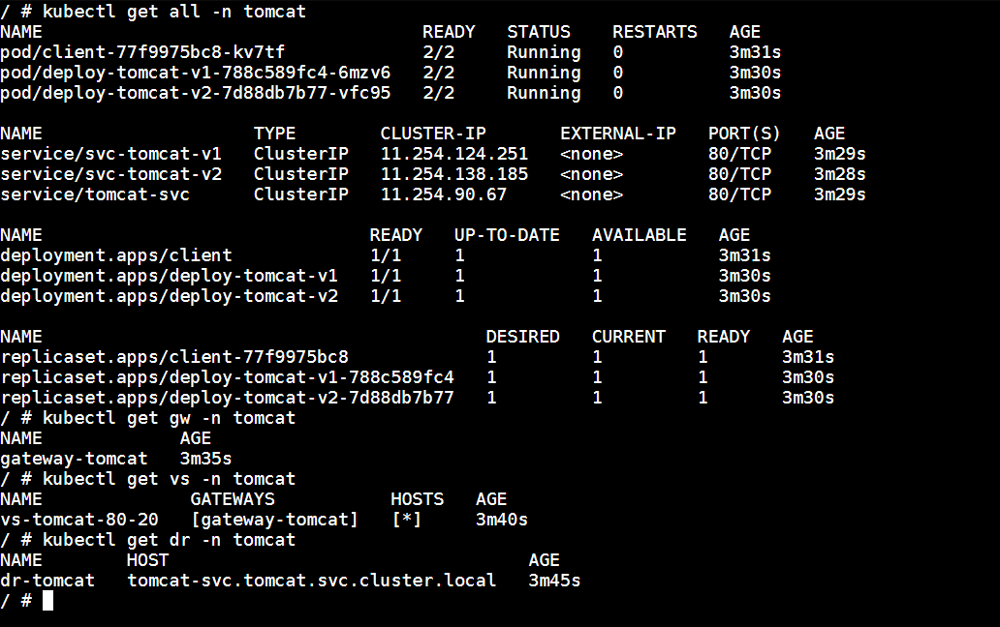 / # kubectl get all -n tomcat
NAME READY STATUS RESTARTS AGE
pod/client-77f9975bc8-kv7tf 2/2 Running 0 3m31s
pod/deploy-tomcat-v1-788c589fc4-6mzv6 2/2 Running 0 3m30s
pod/deploy-tomcat-v2-7d88db7b77-vfc95 2/2 Running 0 3m30s
NAME TYPE CLUSTER-IP EXTERNAL-IP PORT(S) AGE
service/svc-tomcat-v1 ClusterIP 11.254.124.251 <none> 80/TCP 3m29s
service/svc-tomcat-v2 ClusterIP 11.254.138.185 <none> 80/TCP 3m28s
service/tomcat-svc ClusterIP 11.254.90.67 <none> 80/TCP 3m29s
NAME READY UP-TO-DATE AVAILABLE AGE
deployment.apps/client 1/1 1 1 3m31s
deployment.apps/deploy-tomcat-v1 1/1 1 1 3m30s
deployment.apps/deploy-tomcat-v2 1/1 1 1 3m30s
NAME DESIRED CURRENT READY AGE
replicaset.apps/client-77f9975bc8 1 1 1 3m31s
replicaset.apps/deploy-tomcat-v1-788c589fc4 1 1 1 3m30s
replicaset.apps/deploy-tomcat-v2-7d88db7b77 1 1 1 3m30s
/ # kubectl get gw -n tomcat
NAME AGE
gateway-tomcat 3m35s
/ # kubectl get vs -n tomcat
NAME GATEWAYS HOSTS AGE
vs-tomcat-80-20 [gateway-tomcat] [*] 3m40s
/ # kubectl get dr -n tomcat
NAME HOST AGE
dr-tomcat tomcat-svc.tomcat.svc.cluster.local 3m45s
/ #